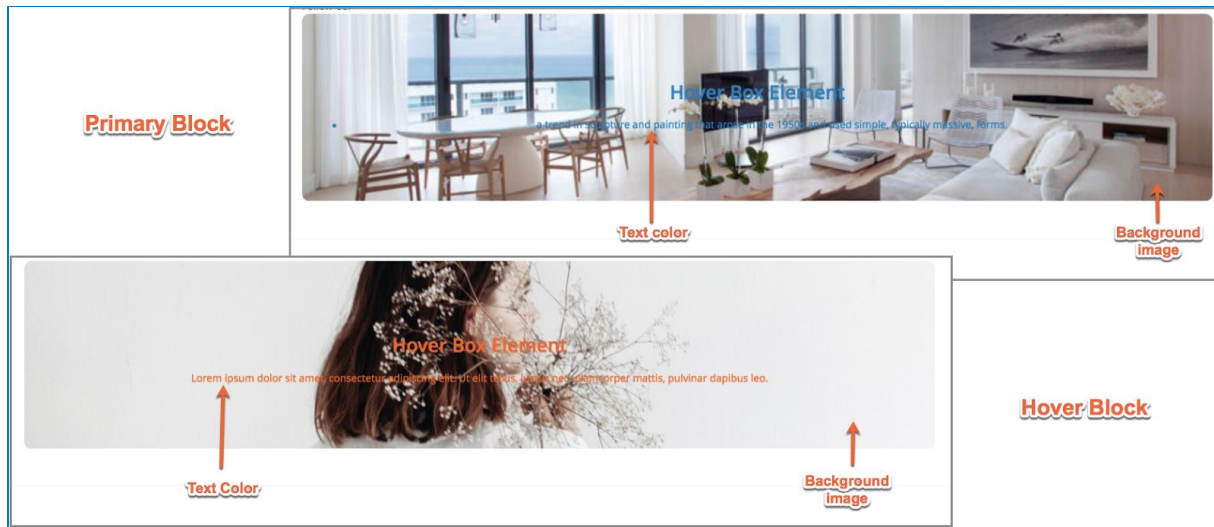 Primary Block
Hover Box Element
a trend in sculpture and painting that arose in the 1950s and used simple, typically massive, forms.
Text color
Background
image
Hover Box Element
Lorem ipsum dolor sit amet, consectetur adipiscing elit. Ut elit tellus, luctus nec ullamcorper mattis, pulvinar dapibus leo.
Hover Block
Text Color
Background
image